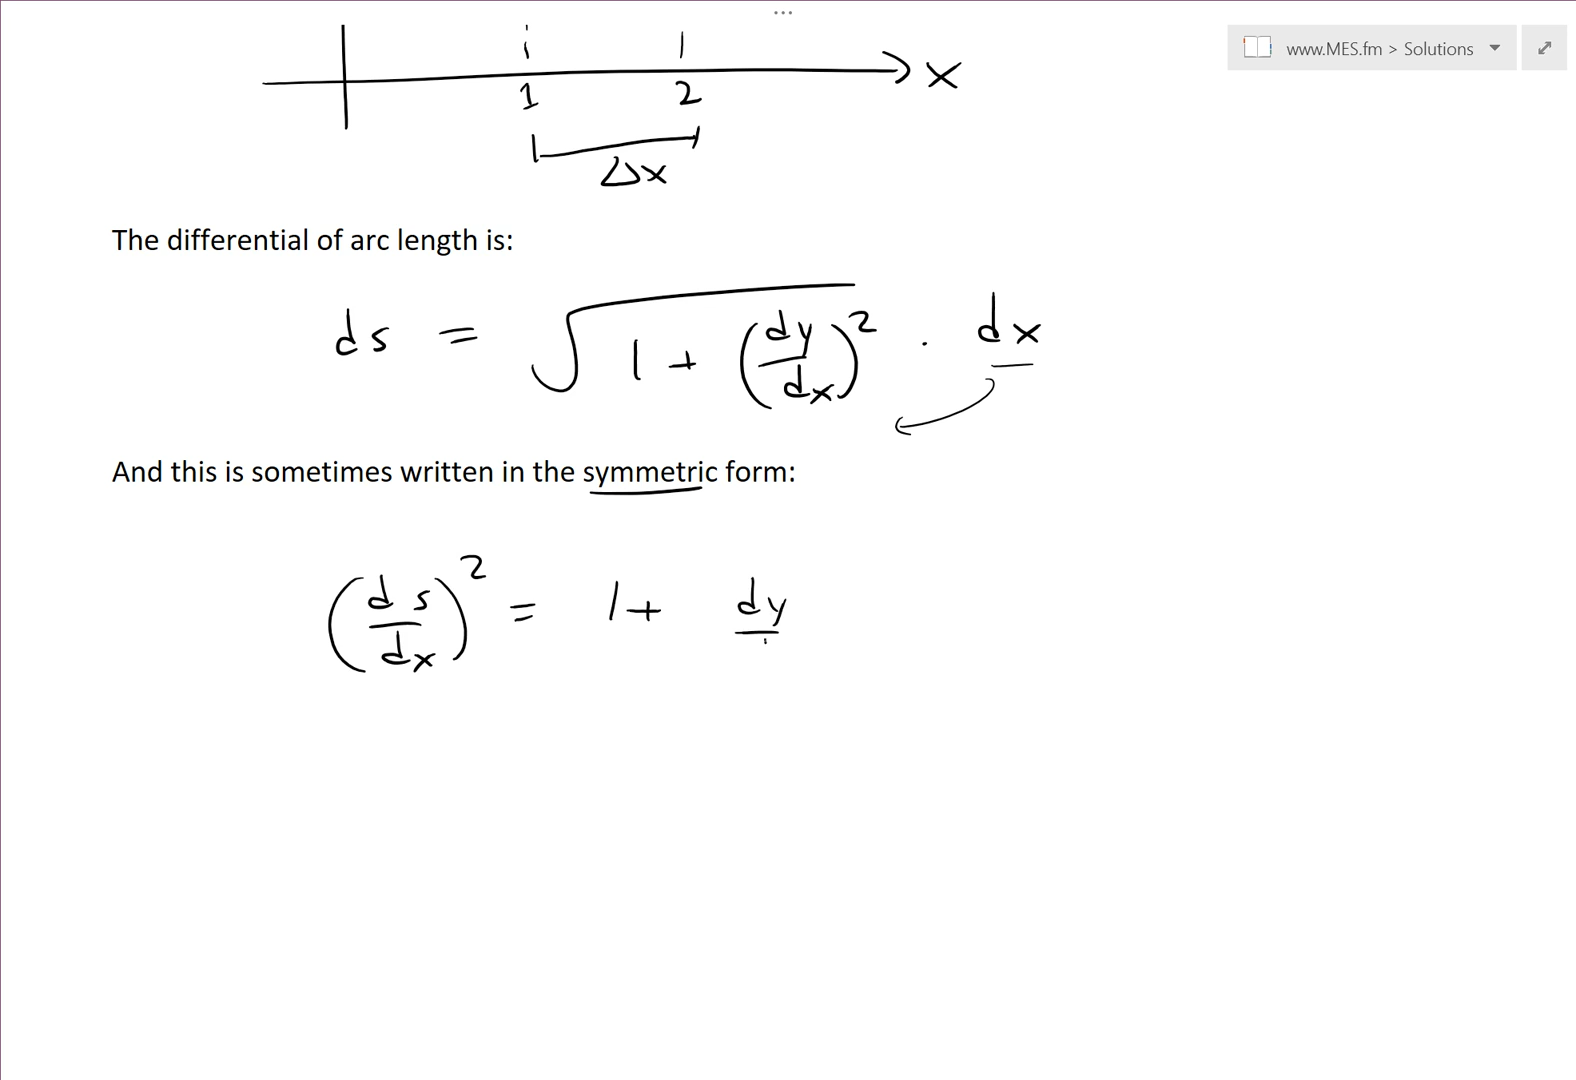 ...
www.MES.fm > Solutions
x
1 2
Δx
The differential of arc length is:
ds = √1 + (dy/dx)² · dx
And this is sometimes written in the symmetric form:
(ds/dx)² = 1 + dy